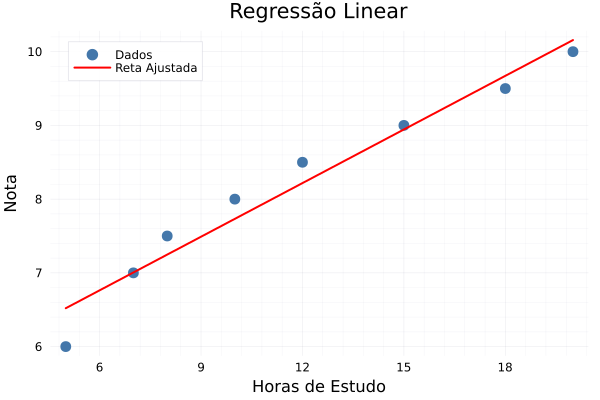 Regressão Linear
Dados
Reta Ajustada
Nota
10
9
8
7
6
6 9 12 15 18
Horas de Estudo